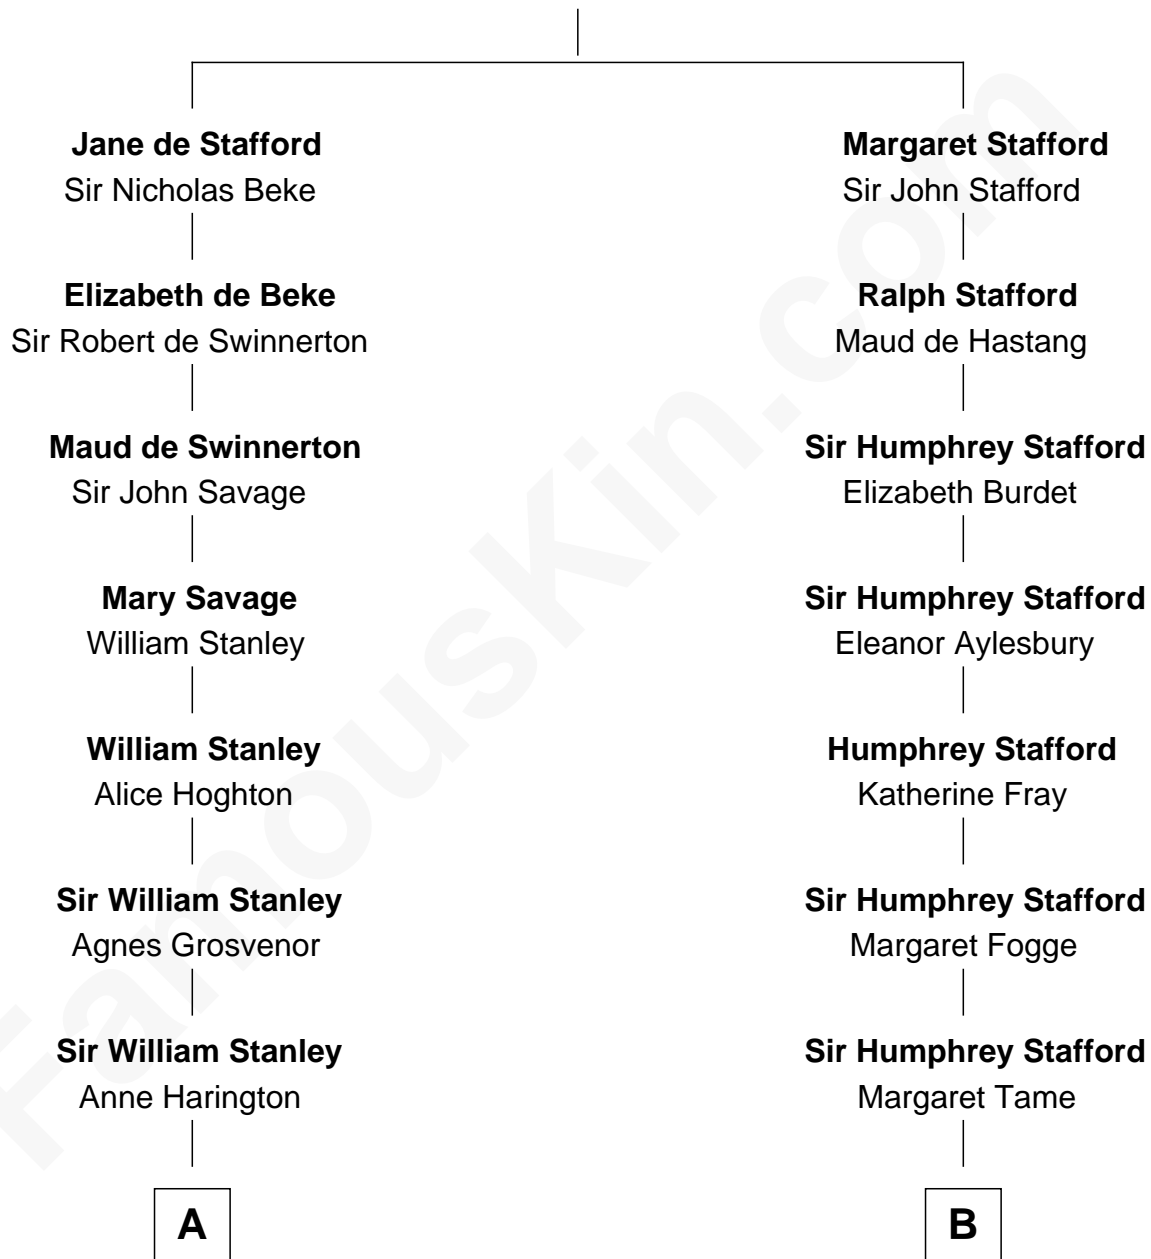 Jane de Stafford
Sir Nicholas Beke
Elizabeth de Beke
Sir Robert de Swinnerton
Maud de Swinnerton
Sir John Savage
Mary Savage
William Stanley
William Stanley
Alice Hoghton
Sir William Stanley
Agnes Grosvenor
Sir William Stanley
Anne Harington
A
Margaret Stafford
Sir John Stafford
Ralph Stafford
Maud de Hastang
Sir Humphrey Stafford
Elizabeth Burdet
Sir Humphrey Stafford
Eleanor Aylesbury
Humphrey Stafford
Katherine Fray
Sir Humphrey Stafford
Margaret Fogge
Sir Humphrey Stafford
Margaret Tame
B
FamousKin.com